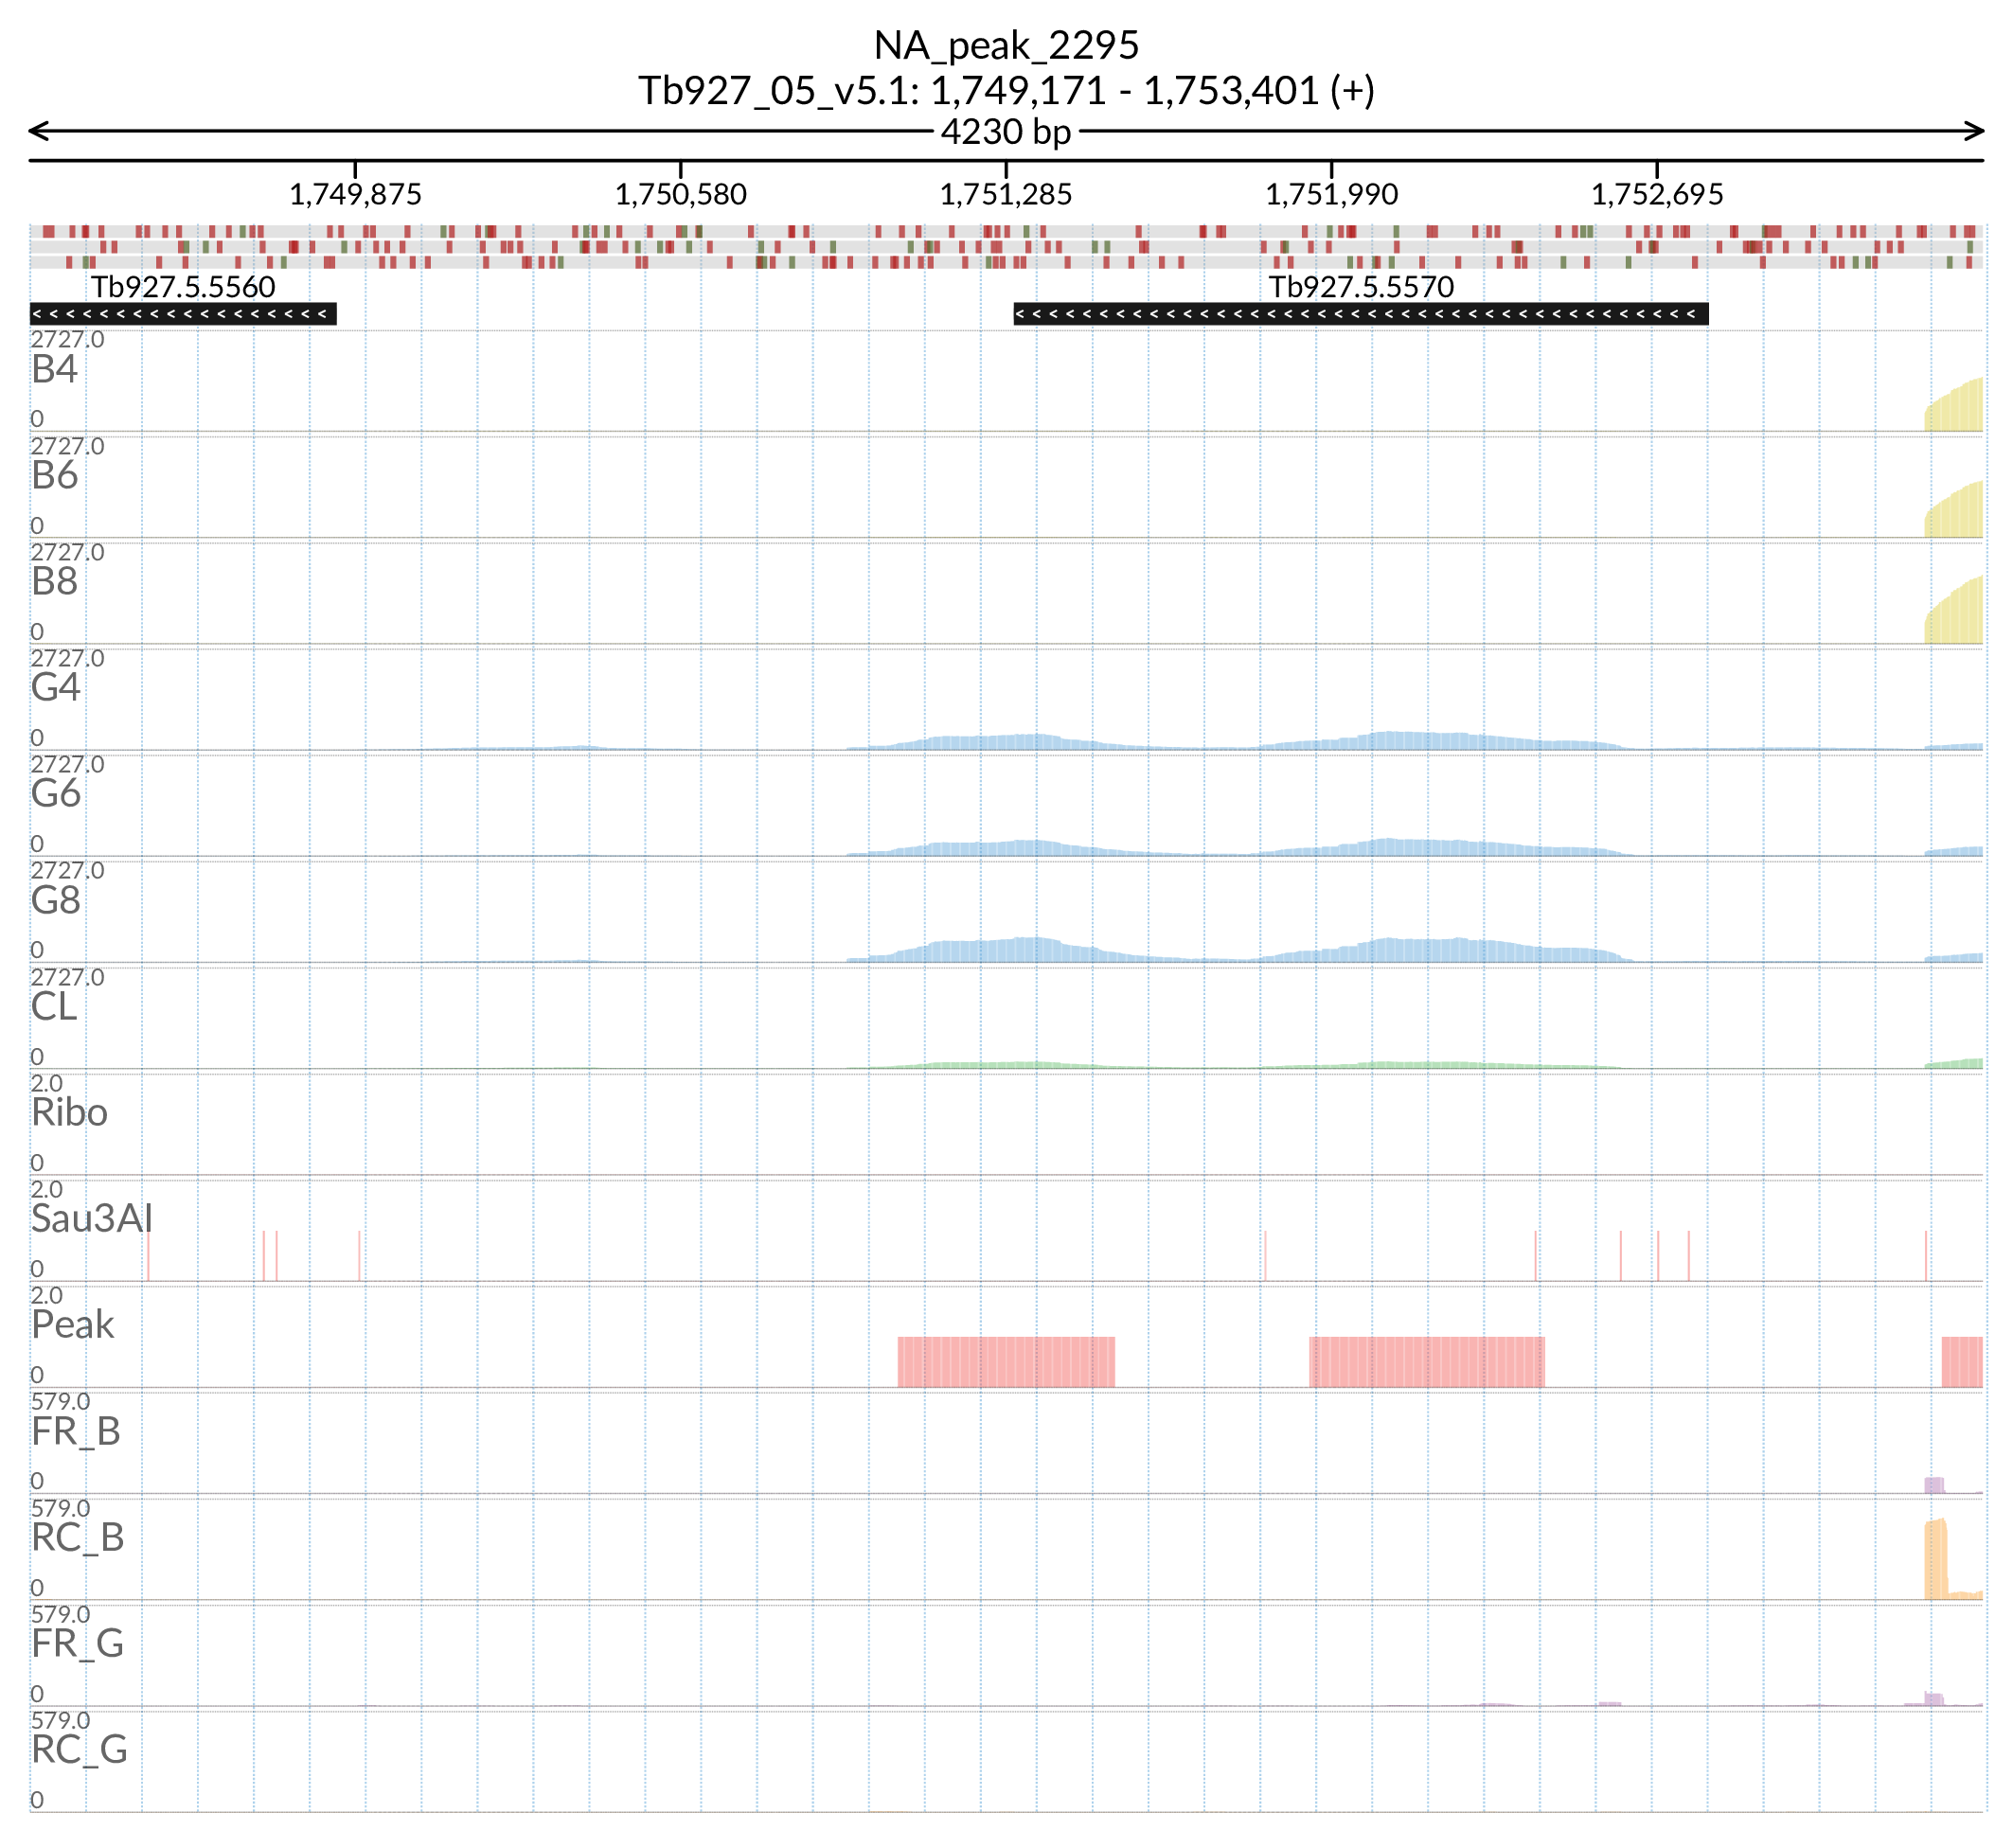 NA_peak_2295
Tb927_05_v5.1: 1,749,171 - 1,753,401 (+)
4230 bp
1,749,875 1,750,580 1,751,285 1,751,990 1,752,695
Tb927.5.5560 Tb927.5.5570
2727.0
B4
0
2727.0
B6
0
2727.0
B8
0
2727.0
G4
0
2727.0
G6
0
2727.0
G8
0
2727.0
CL
0
2.0
Ribo
0
2.0
Sau3AI
0
2.0
Peak
0
579.0
FR_B
0
579.0
RC_B
0
579.0
FR_G
0
579.0
RC_G
0